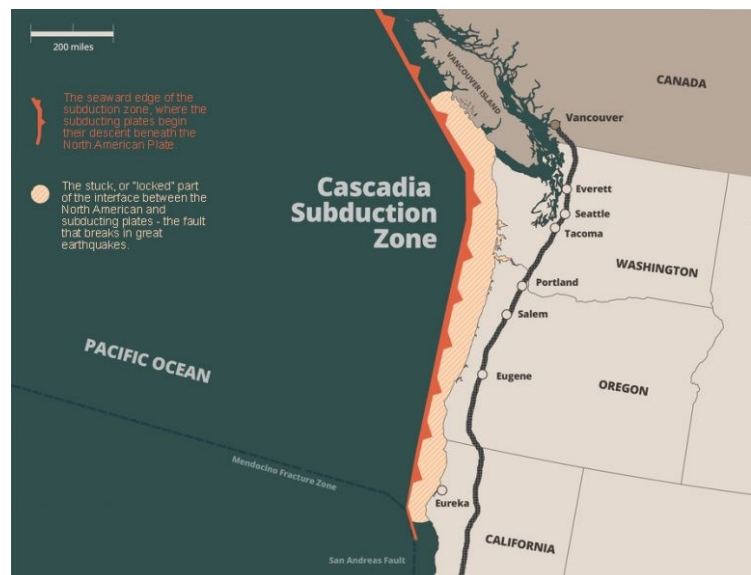 200 miles
The seaward edge of the
subduction zone, where the
subducting plates begin
their descent beneath the
North American Plate.
The stuck, or "locked" part
of the interface between the
North American and
subducting plates - the fault
that breaks in great
earthquakes.
Cascadia
Subduction
Zone
PACIFIC OCEAN
Mendocino Fracture Zone
San Andreas Fault
VANCOUVER ISLAND
CANADA
Vancouver
Everett
Seattle
Tacoma
WASHINGTON
Portland
Salem
Eugene
OREGON
Eureka
CALIFORNIA